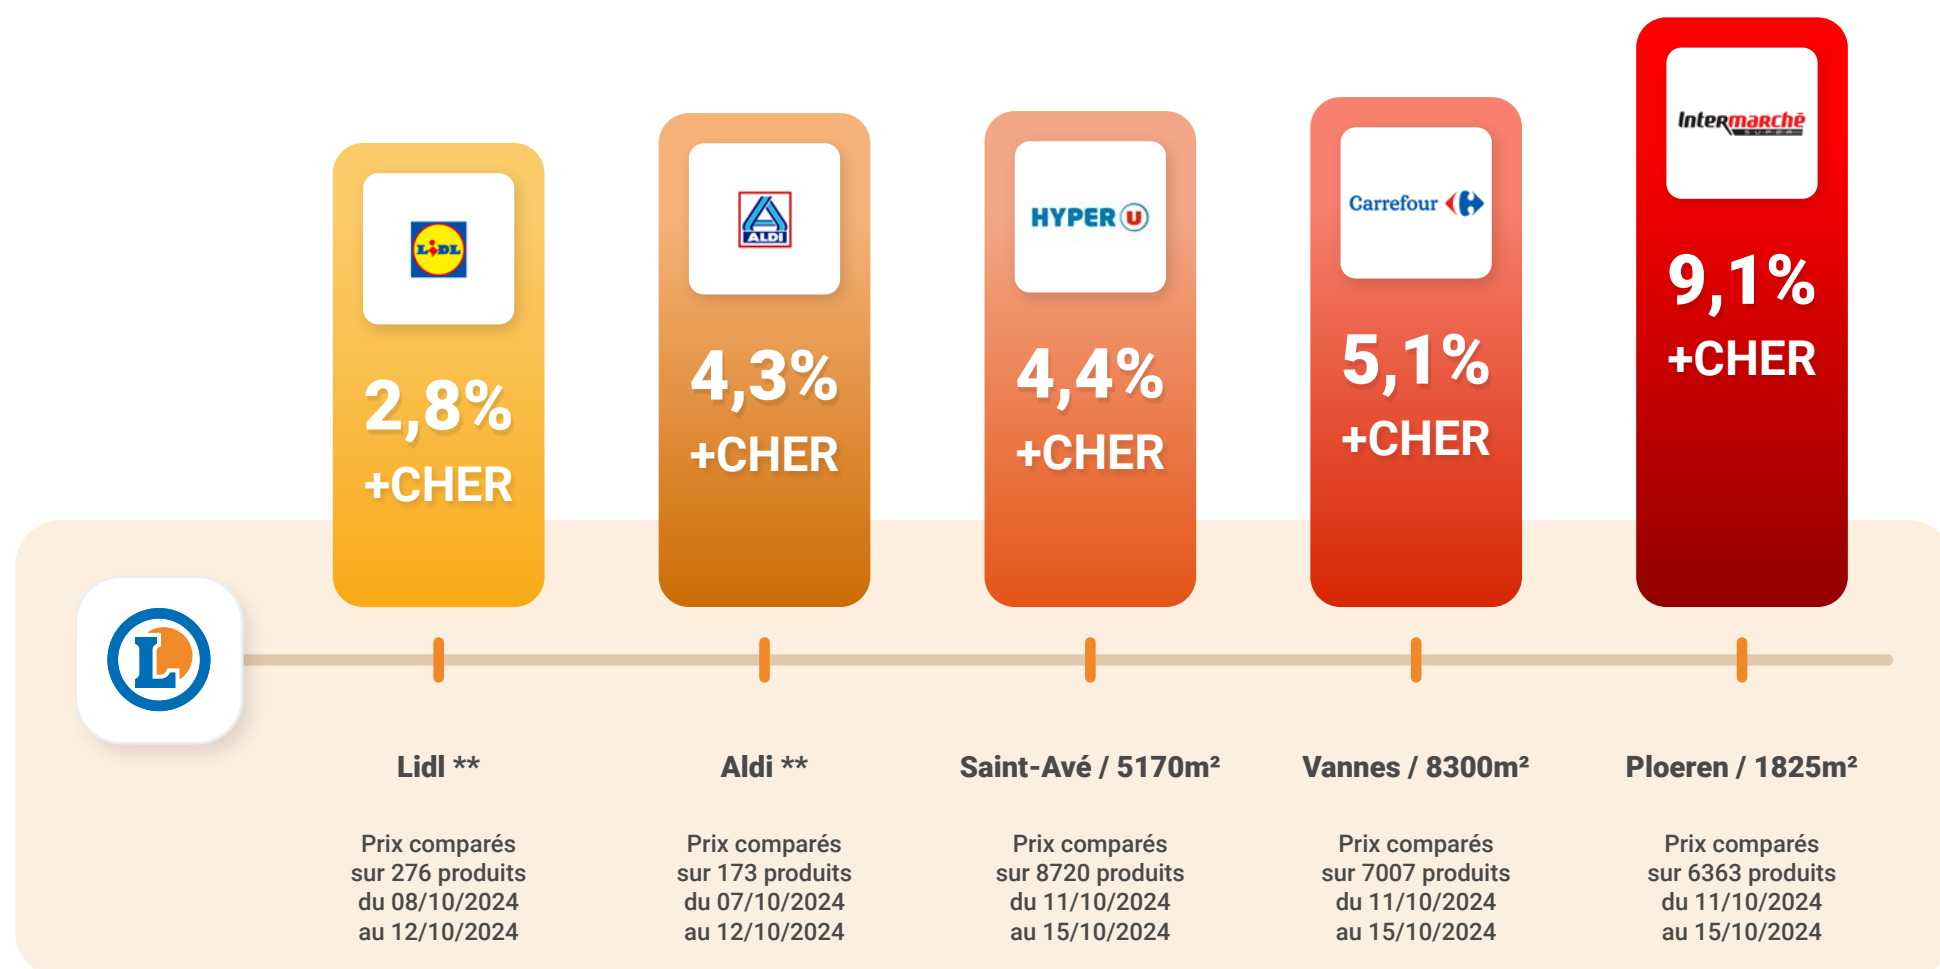 LIDL
2,8%
+CHER
ALDI
4,3%
+CHER
HYPER U
4,4%
+CHER
Carrefour
5,1%
+CHER
Intermarchē
SUPER
9,1%
+CHER
L
Lidl **
Prix comparés
sur 276 produits
du 08/10/2024
au 12/10/2024
Aldi **
Prix comparés
sur 173 produits
du 07/10/2024
au 12/10/2024
Saint-Avé / 5170m²
Prix comparés
sur 8720 produits
du 11/10/2024
au 15/10/2024
Vannes / 8300m²
Prix comparés
sur 7007 produits
du 11/10/2024
au 15/10/2024
Ploeren / 1825m²
Prix comparés
sur 6363 produits
du 11/10/2024
au 15/10/2024